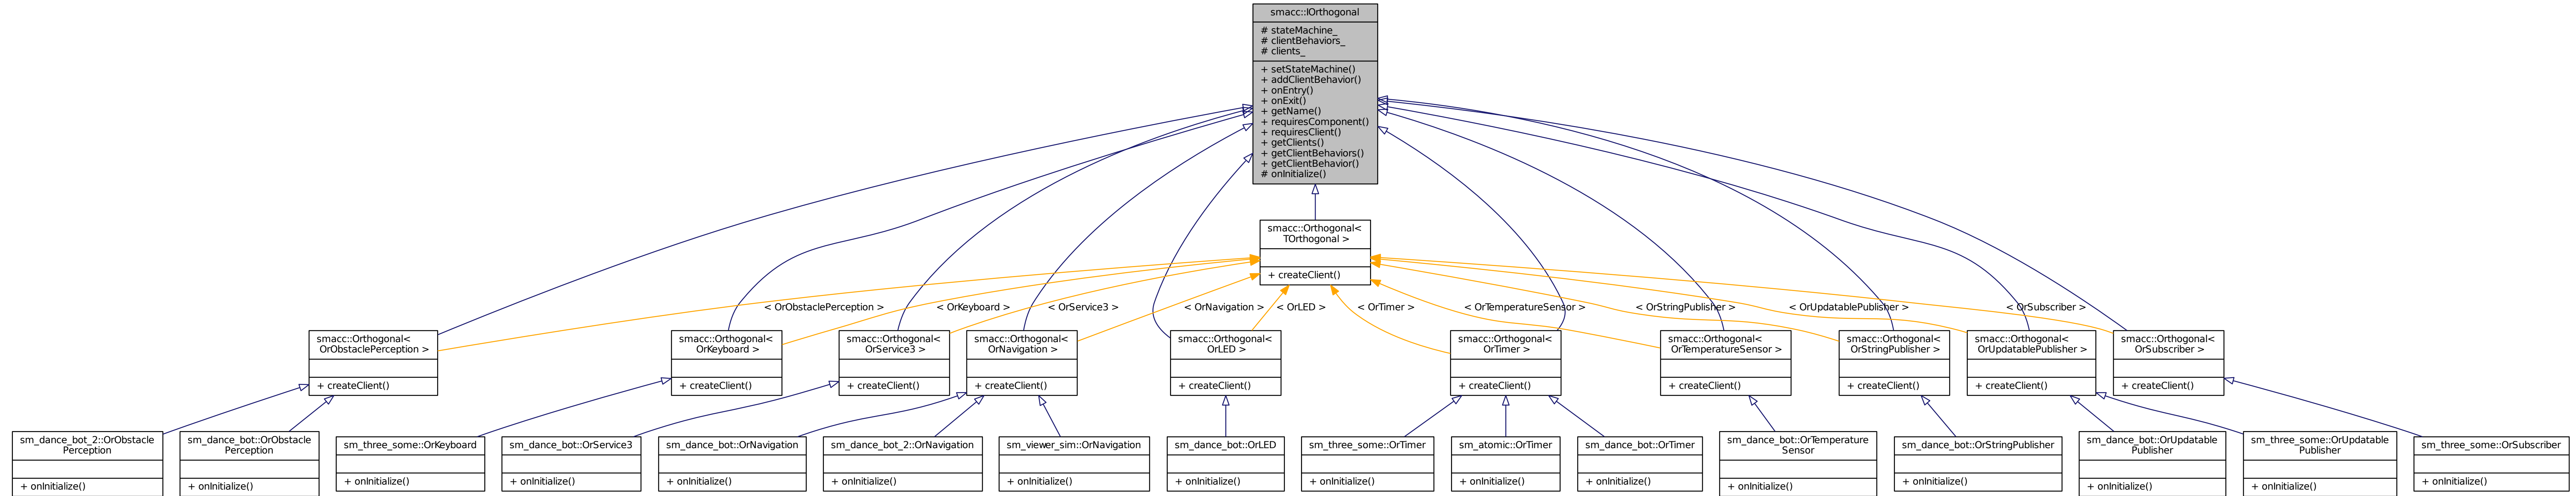 smacc::IOrthogonal
# stateMachine_
# clientBehaviors_
# clients_
+ setStateMachine()
+ addClientBehavior()
+ onEntry()
+ onExit()
+ getName()
+ requiresComponent()
+ requiresClient()
+ getClients()
+ getClientBehaviors()
+ getClientBehavior()
# onInitialize()
smacc::Orthogonal<
TOrthogonal >
+ createClient()
< OrObstaclePerception >
< OrKeyboard >
< OrService3 >
< OrNavigation >
< OrLED >
< OrTimer >
< OrTemperatureSensor >
< OrStringPublisher >
< OrUpdatablePublisher >
< OrSubscriber >
smacc::Orthogonal<
OrObstaclePerception >
+ createClient()
smacc::Orthogonal<
OrKeyboard >
+ createClient()
smacc::Orthogonal<
OrService3 >
+ createClient()
smacc::Orthogonal<
OrNavigation >
+ createClient()
smacc::Orthogonal<
OrLED >
+ createClient()
smacc::Orthogonal<
OrTimer >
+ createClient()
smacc::Orthogonal<
OrTemperatureSensor >
+ createClient()
smacc::Orthogonal<
OrStringPublisher >
+ createClient()
smacc::Orthogonal<
OrUpdatablePublisher >
+ createClient()
smacc::Orthogonal<
OrSubscriber >
+ createClient()
sm_dance_bot_2::OrObstacle
Perception
+ onInitialize()
sm_dance_bot::OrObstacle
Perception
+ onInitialize()
sm_three_some::OrKeyboard
+ onInitialize()
sm_dance_bot::OrService3
+ onInitialize()
sm_dance_bot::OrNavigation
+ onInitialize()
sm_dance_bot_2::OrNavigation
+ onInitialize()
sm_viewer_sim::OrNavigation
+ onInitialize()
sm_dance_bot::OrLED
+ onInitialize()
sm_three_some::OrTimer
+ onInitialize()
sm_atomic::OrTimer
+ onInitialize()
sm_dance_bot::OrTimer
+ onInitialize()
sm_dance_bot::OrTemperature
Sensor
+ onInitialize()
sm_dance_bot::OrStringPublisher
+ onInitialize()
sm_dance_bot::OrUpdatable
Publisher
+ onInitialize()
sm_three_some::OrUpdatable
Publisher
+ onInitialize()
sm_three_some::OrSubscriber
+ onInitialize()